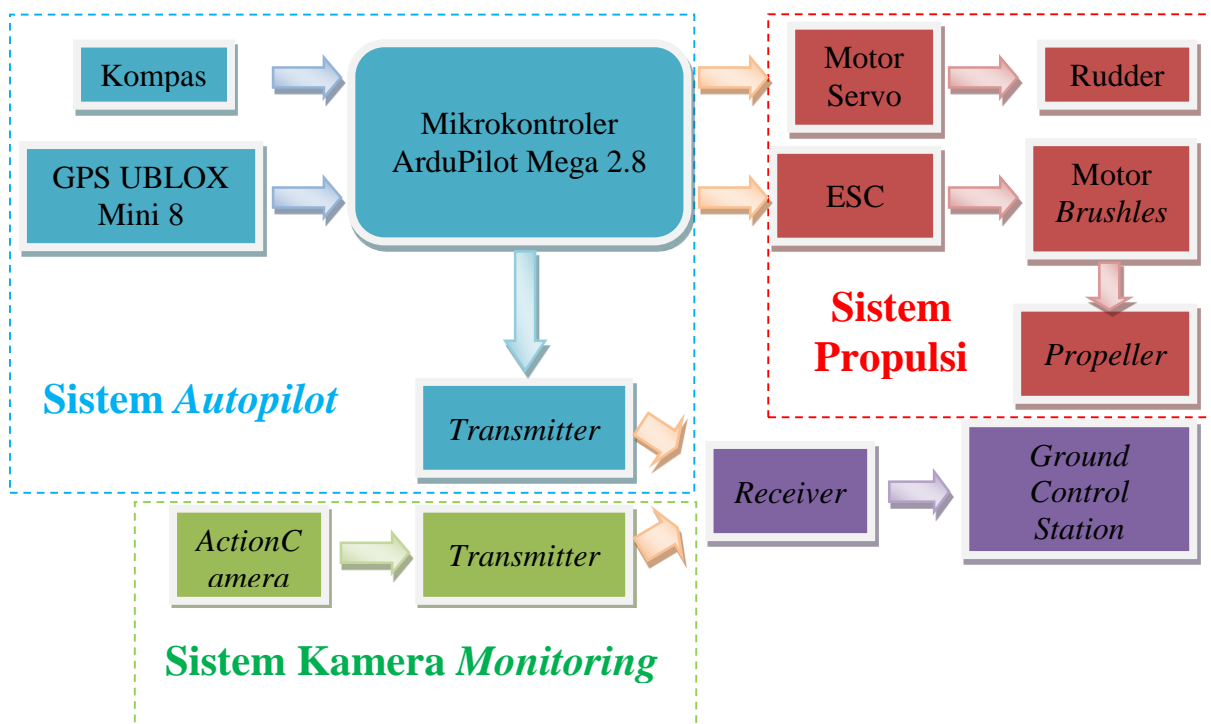 Kompas
Mikrokontroler
ArduPilot Mega 2.8
GPS UBLOX
Mini 8
Motor
Servo
Rudder
ESC
Motor
Brushles
Sistem
Propulsi
Propeller
Sistem Autopilot
Transmitter
Receiver
Ground
Control
Station
ActionC
amera
Transmitter
Sistem Kamera Monitoring